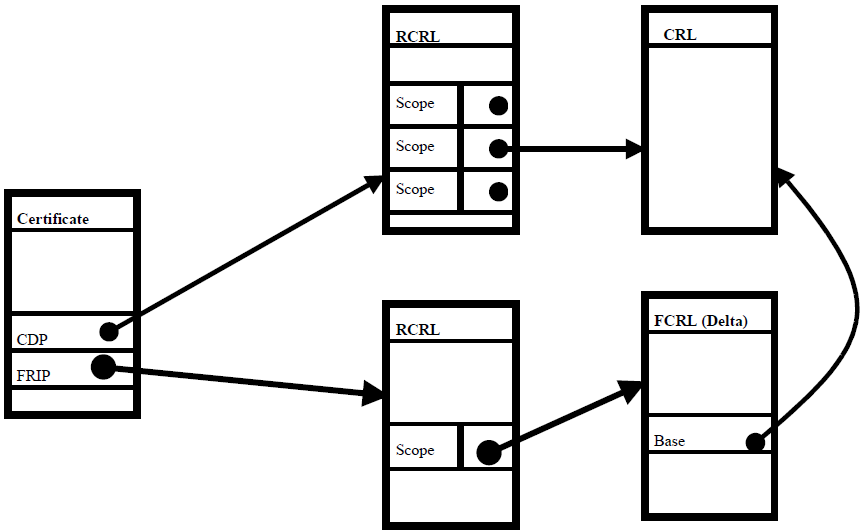 RCRL
Scope
Scope
Scope
CRL
Certificate
CDP
FRIP
RCRL
Scope
FCRL (Delta)
Base